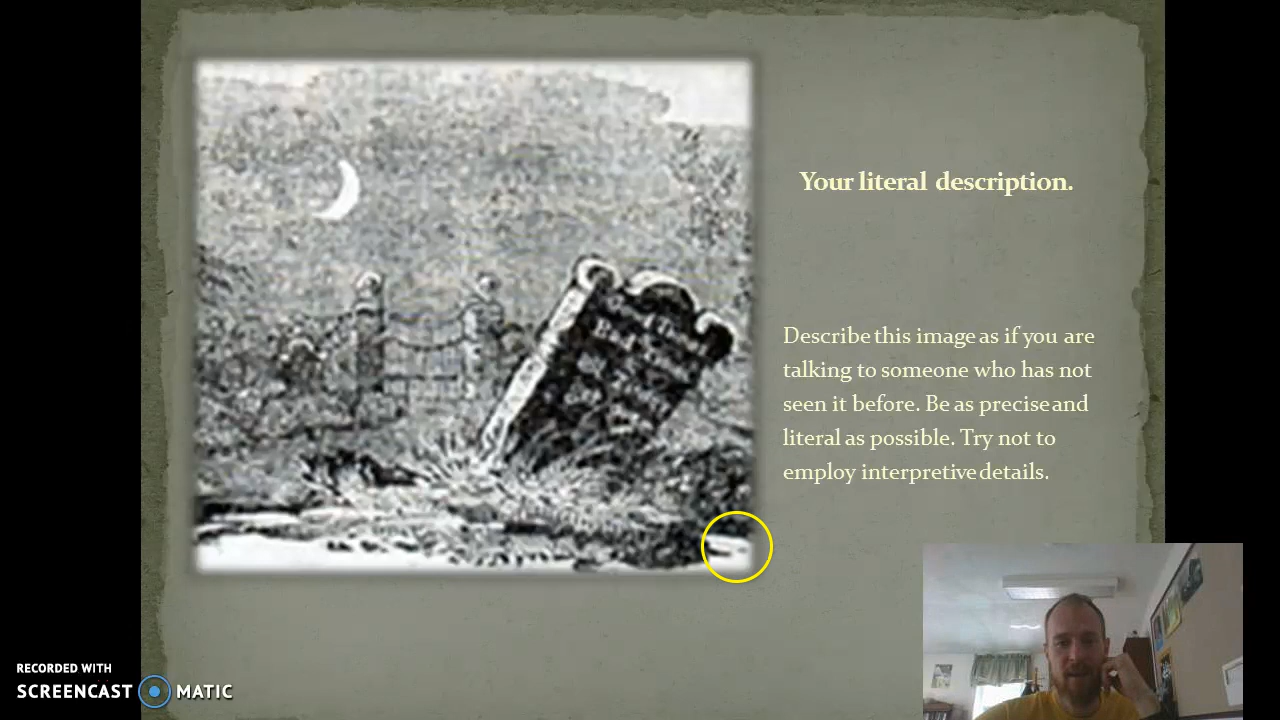 Your literal description.
Describe this image as if you are
talking to someone who has not
seen it before. Be as precise and
literal as possible. Try not to
employ interpretive details.
RECORDED WITH
SCREENCAST MATIC